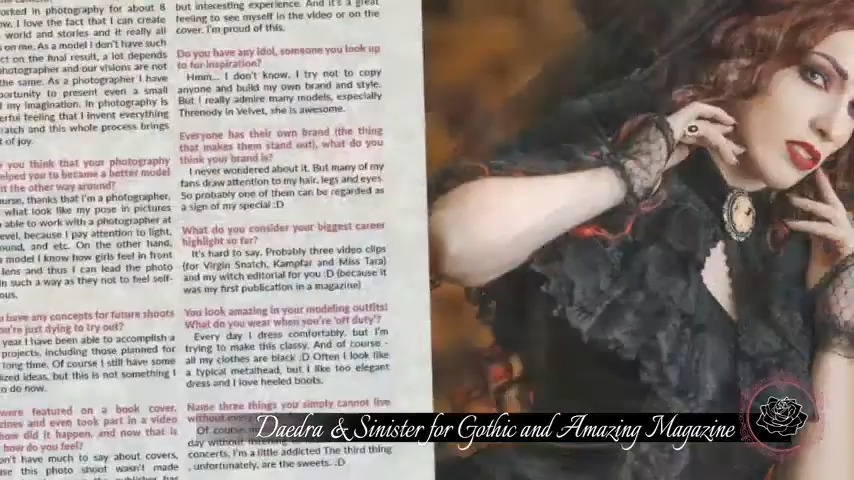 orked in photography for about 8
w. I love the fact that I can create
world and stories and it really all
on me. As a model I don't have such
ct on the final result, a lot depends
hotographer and our visions are not
the same. As a photographer I have
portunity to present even a small
my imagination. In photography is
erful feeling that I invent everything
ratch and this whole process brings
t of joy.
you think that your photography
elped you to became a better model
it the other way around?
urse, thanks that I'm a photographer,
what look like my pose in pictures
able to work with a photographer at
evel, because I pay attention to light,
und, and etc. On the other hand,
model I know how girls feel in front
lens and thus I can lead the photo
in such a way as they not to feel self-
ous.
u have any concepts for future shoots
u're just dying to try out?
year I have been able to accomplish a
projects, including those planned for
long time. Of course I still have some
lized ideas, but this is not something I
o do now.
were featured on a book cover,
zines and even took part in a video
how did it happen, and now that is
how do you feel?
on't have much to say about covers,
se this photo shoot wasn't made
but interesting experience. And it's a great
feeling to see myself in the video or on the
cover. I'm proud of this.
Do you have any idol, someone you look up
to for inspiration?
Hmm... I don't know. I try not to copy
anyone and build my own brand and style.
But I really admire many models, especially
Threnody In Velvet, she is awesome.
Everyone has their own brand (the thing
that makes them stand out), what do you
think your brand is?
I never wondered about it. But many of my
fans draw attention to my hair, legs and eyes.
So probably one of them can be regarded as
a sign of my special :D
What do you consider your biggest career
highlight so far?
It's hard to say. Probably three video clips
(for Virgin Snatch, Kampfar and Miss Tara)
and my witch editorial for you :D (because it
was my first publication in a magazine)
You look amazing in your modeling outfits!
What do you wear when you're 'off duty'?
Every day I dress comfortably, but I'm
trying to make this classy. And of course -
all my clothes are black :D Often I look like
a typical metalhead, but I like too elegant
dress and I love heeled boots.
Name three things you simply cannot live
without
Of course
day without
concerts, I'm a little addicted The third thing
, unfortunately, are the sweets. :D
Daedra & Sinister for Gothic and Amazing Magazine